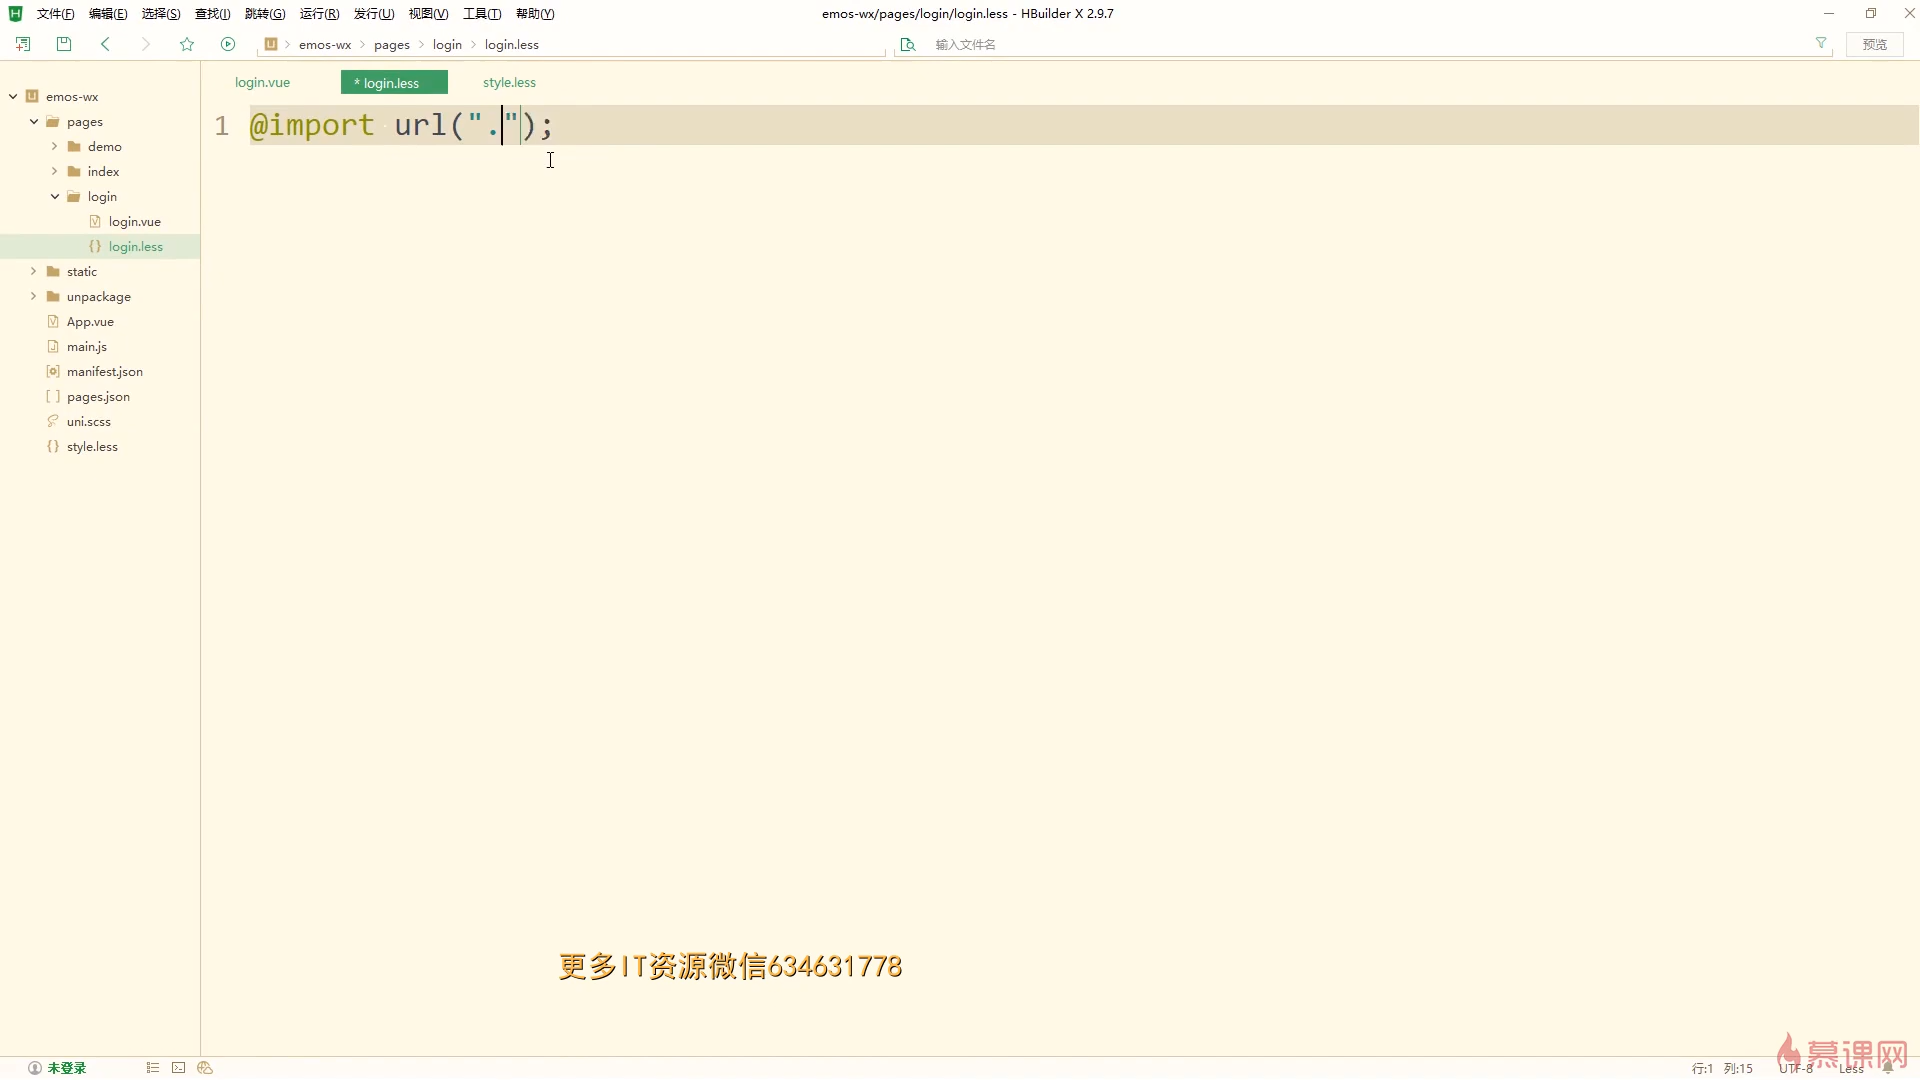 文件(F) 编辑(E) 选择(S) 查找(I) 跳转(G) 运行(R) 发行(U) 视图(V) 工具(T) 帮助(Y)
emos-wx/pages/login/login.less - HBuilder X 2.9.7
emos-wx pages login login.less
输入文件名
预览
emos-wx
pages
demo
index
login
login.vue
login.less
static
unpackage
App.vue
main.js
manifest.json
pages.json
uni.scss
style.less
login.vue * login.less style.less
1 @import url(".");
更多IT资源微信634631778
慕课网
未登录
行:1 列:15 UTF-8 Less